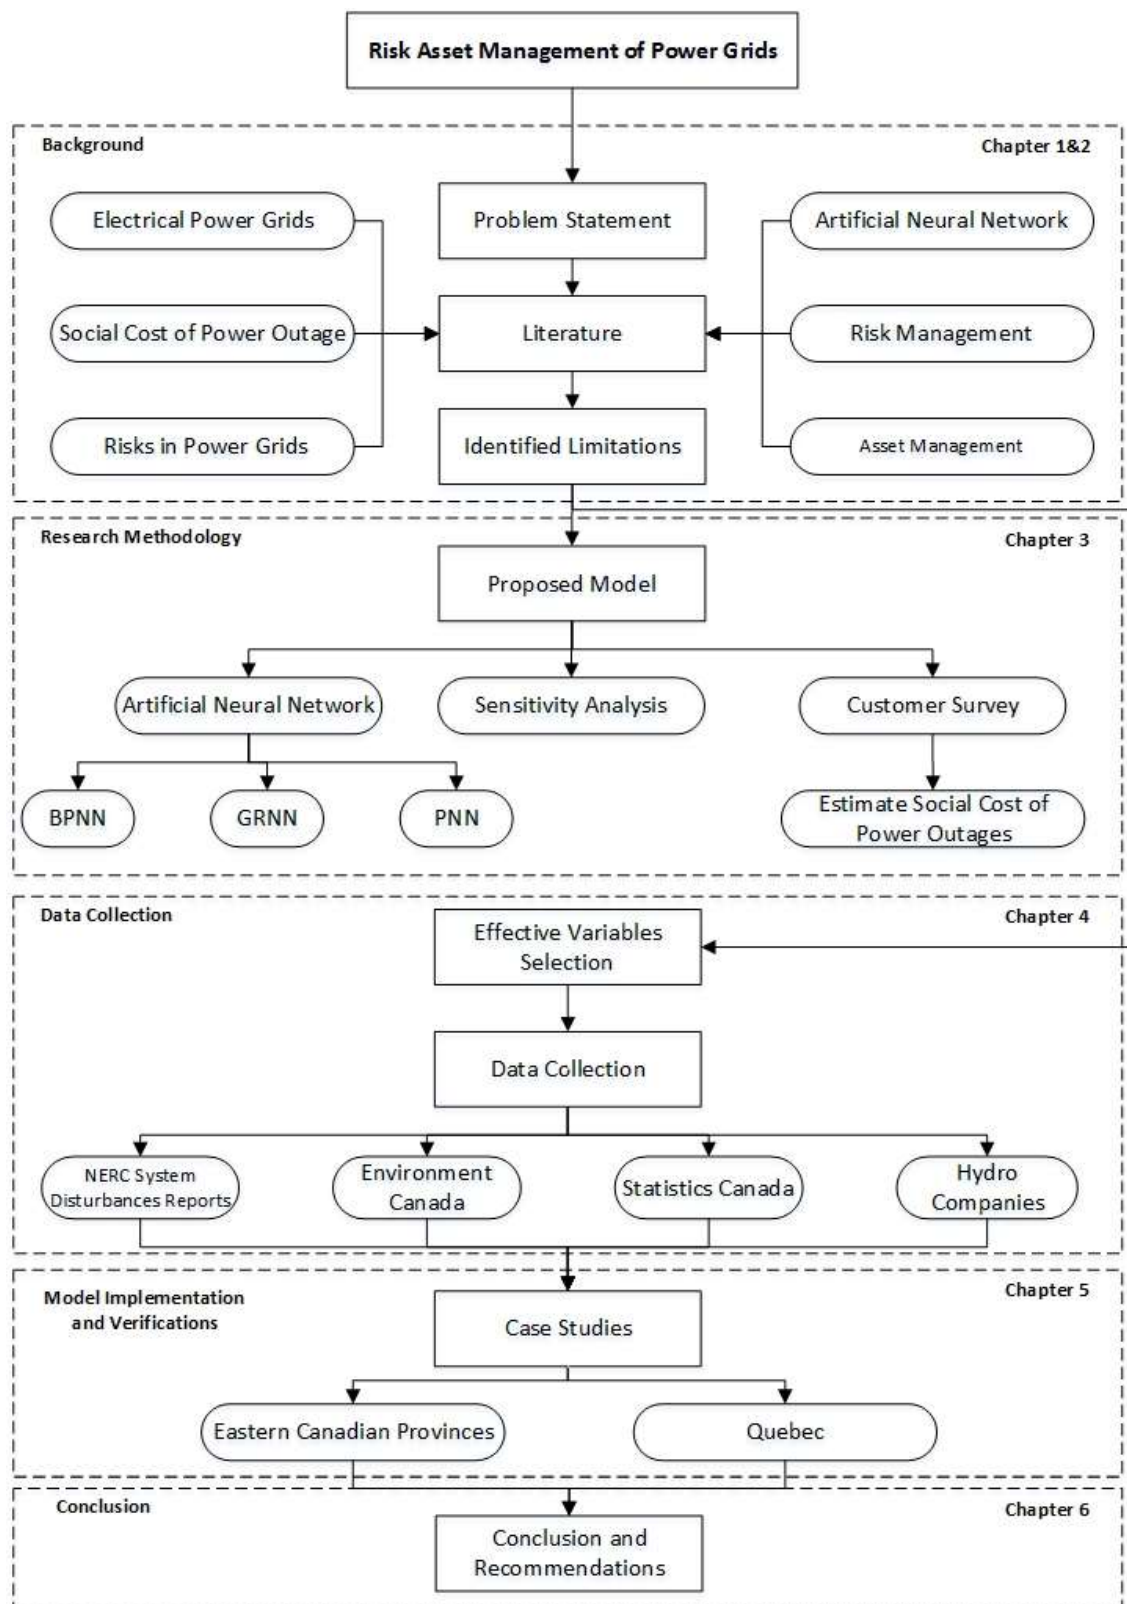 Risk Asset Management of Power Grids
Background
Chapter 1&2
Electrical Power Grids
Problem Statement
Artificial Neural Network
Social Cost of Power Outage
Literature
Risk Management
Risks in Power Grids
Identified Limitations
Asset Management
Research Methodology
Chapter 3
Proposed Model
Artificial Neural Network
Sensitivity Analysis
Customer Survey
BPNN
GRNN
PNN
Estimate Social Cost of
Power Outages
Data Collection
Chapter 4
Effective Variables
Selection
Data Collection
NERC System
Disturbances Reports
Environment
Canada
Statistics Canada
Hydro
Companies
Model Implementation
and Verifications
Chapter 5
Case Studies
Eastern Canadian Provinces
Quebec
Conclusion
Chapter 6
Conclusion and
Recommendations